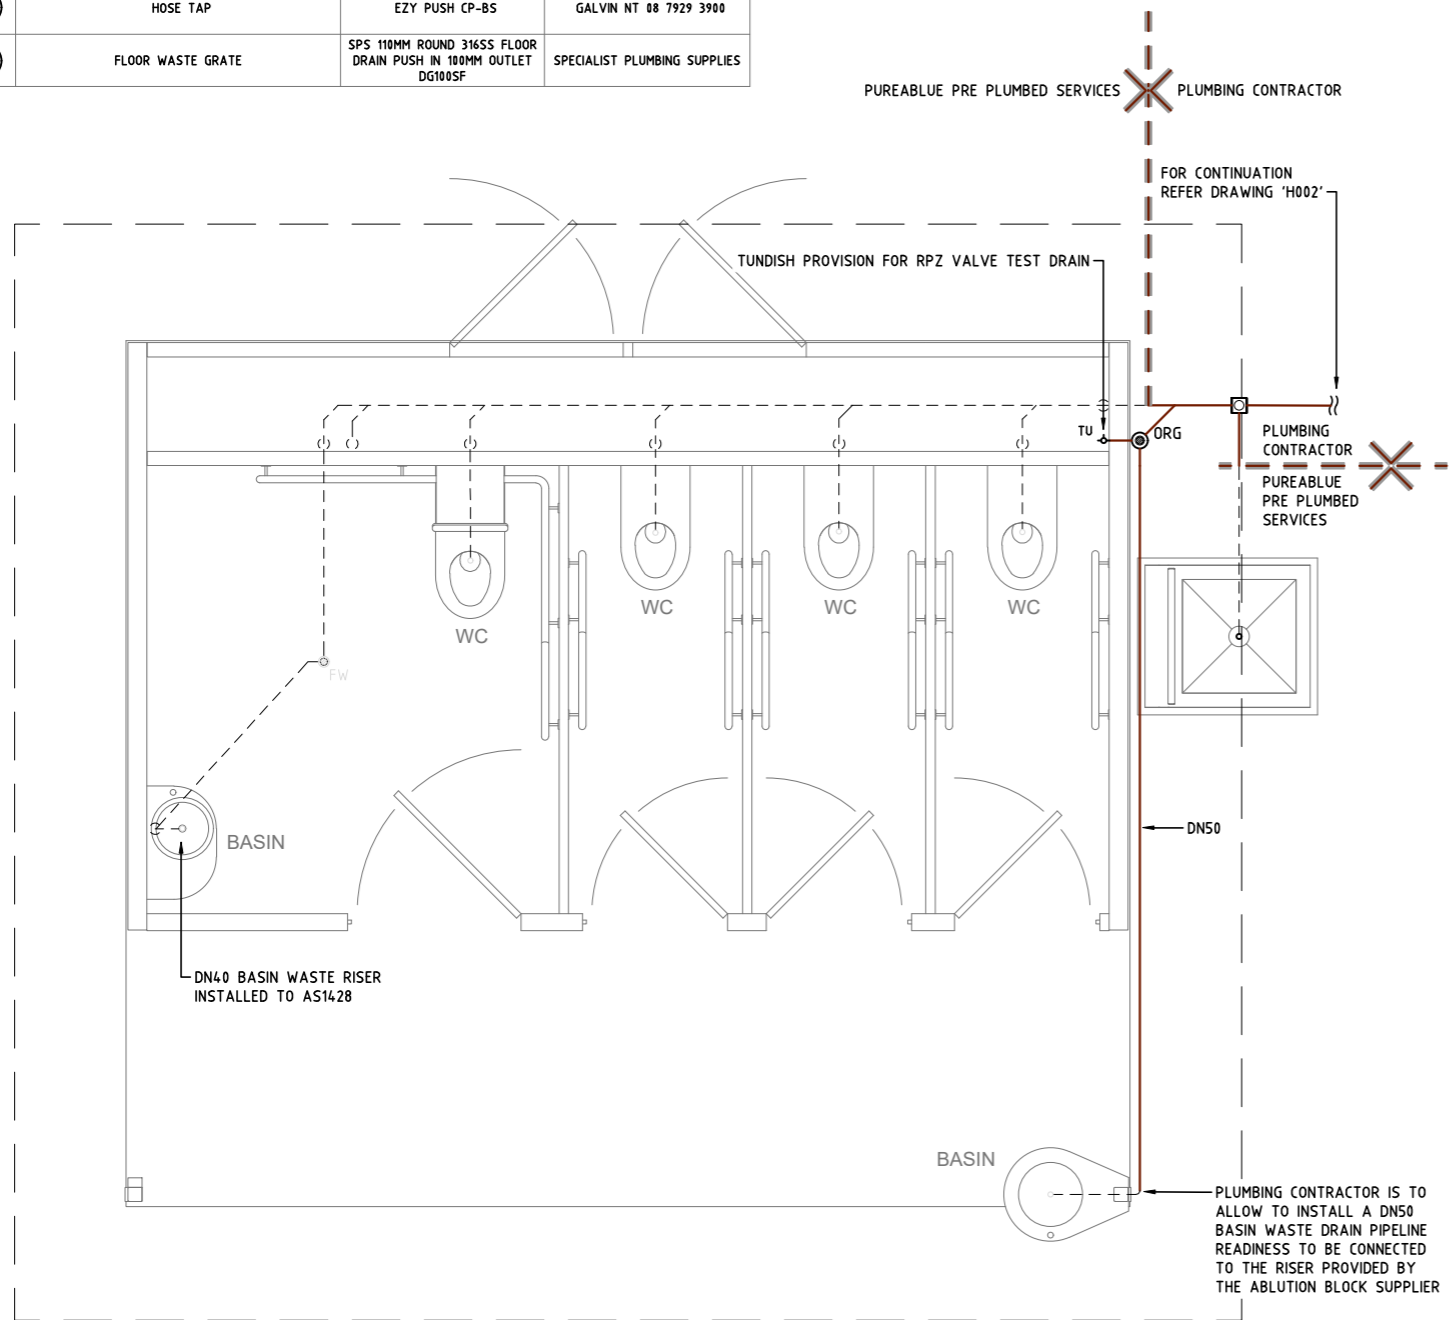 HOSE TAP
EZY PUSH CP-BS
GALVIN NT 08 7929 3900
FLOOR WASTE GRATE
SPS 110MM ROUND 316SS FLOOR
DRAIN PUSH IN 100MM OUTLET
DG100SF
SPECIALIST PLUMBING SUPPLIES
PUREABLUE PRE PLUMBED SERVICES
PLUMBING CONTRACTOR
FOR CONTINUATION
REFER DRAWING 'H002'
TUNDISH PROVISION FOR RPZ VALVE TEST DRAIN
TU
ORG
PLUMBING
CONTRACTOR
PUREABLUE
PRE PLUMBED
SERVICES
WC
WC
WC
WC
FW
BASIN
DN50
DN40 BASIN WASTE RISER
INSTALLED TO AS1428
BASIN
PLUMBING CONTRACTOR IS TO
ALLOW TO INSTALL A DN50
BASIN WASTE DRAIN PIPELINE
READINESS TO BE CONNECTED
TO THE RISER PROVIDED BY
THE ABLUTION BLOCK SUPPLIER